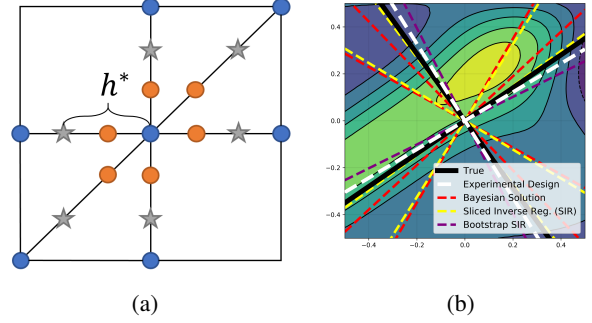 h*
(a)
0.4
0.2
0.0
−0.2
−0.4
−0.4
−0.2
0.0
0.2
0.4
True
Experimental Design
Bayesian Solution
Sliced Inverse Reg. (SIR)
Bootstrap SIR
(b)